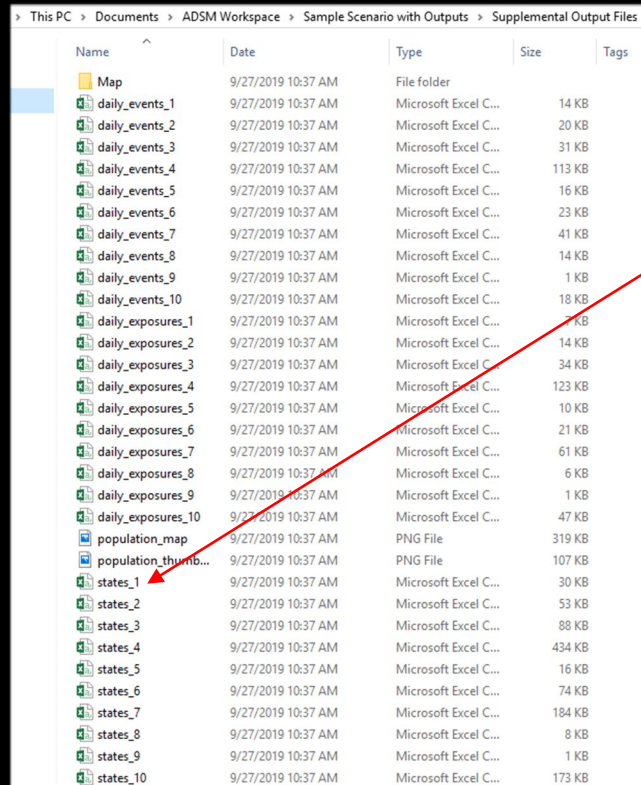 > This PC > Documents > ADSM Workspace > Sample Scenario with Outputs > Supplemental Output Files
Name Date Type Size Tags
Map 9/27/2019 10:37 AM File folder
daily_events_1 9/27/2019 10:37 AM Microsoft Excel C... 14 KB
daily_events_2 9/27/2019 10:37 AM Microsoft Excel C... 20 KB
daily_events_3 9/27/2019 10:37 AM Microsoft Excel C... 31 KB
daily_events_4 9/27/2019 10:37 AM Microsoft Excel C... 113 KB
daily_events_5 9/27/2019 10:37 AM Microsoft Excel C... 16 KB
daily_events_6 9/27/2019 10:37 AM Microsoft Excel C... 23 KB
daily_events_7 9/27/2019 10:37 AM Microsoft Excel C... 41 KB
daily_events_8 9/27/2019 10:37 AM Microsoft Excel C... 14 KB
daily_events_9 9/27/2019 10:37 AM Microsoft Excel C... 1 KB
daily_events_10 9/27/2019 10:37 AM Microsoft Excel C... 18 KB
daily_exposures_1 9/27/2019 10:37 AM Microsoft Excel C... 7 KB
daily_exposures_2 9/27/2019 10:37 AM Microsoft Excel C... 14 KB
daily_exposures_3 9/27/2019 10:37 AM Microsoft Excel C... 34 KB
daily_exposures_4 9/27/2019 10:37 AM Microsoft Excel C... 123 KB
daily_exposures_5 9/27/2019 10:37 AM Microsoft Excel C... 10 KB
daily_exposures_6 9/27/2019 10:37 AM Microsoft Excel C... 21 KB
daily_exposures_7 9/27/2019 10:37 AM Microsoft Excel C... 61 KB
daily_exposures_8 9/27/2019 10:37 AM Microsoft Excel C... 6 KB
daily_exposures_9 9/27/2019 10:37 AM Microsoft Excel C... 1 KB
daily_exposures_10 9/27/2019 10:37 AM Microsoft Excel C... 47 KB
population_map 9/27/2019 10:37 AM PNG File 319 KB
population_thumb... 9/27/2019 10:37 AM PNG File 107 KB
states_1 9/27/2019 10:37 AM Microsoft Excel C... 30 KB
states_2 9/27/2019 10:37 AM Microsoft Excel C... 53 KB
states_3 9/27/2019 10:37 AM Microsoft Excel C... 88 KB
states_4 9/27/2019 10:37 AM Microsoft Excel C... 434 KB
states_5 9/27/2019 10:37 AM Microsoft Excel C... 16 KB
states_6 9/27/2019 10:37 AM Microsoft Excel C... 74 KB
states_7 9/27/2019 10:37 AM Microsoft Excel C... 184 KB
states_8 9/27/2019 10:37 AM Microsoft Excel C... 8 KB
states_9 9/27/2019 10:37 AM Microsoft Excel C... 1 KB
states_10 9/27/2019 10:37 AM Microsoft Excel C... 173 KB